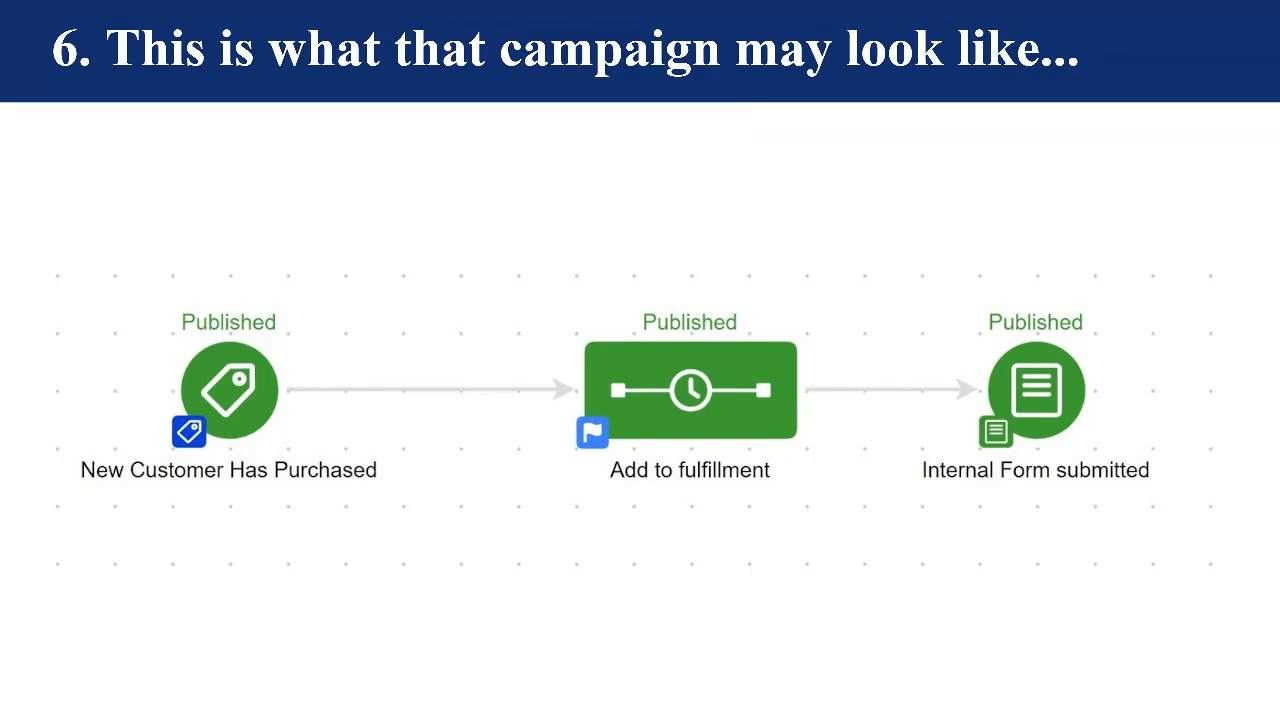 6. This is what that campaign may look like...
Published
Published
Published
New Customer Has Purchased
Add to fulfillment
Internal Form submitted